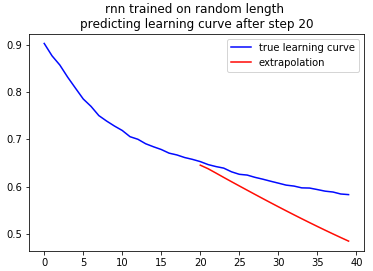 rnn trained on random length
predicting learning curve after step 20
true learning curve
extrapolation
0.9
0.8
0.7
0.6
0.5
0 5 10 15 20 25 30 35 40